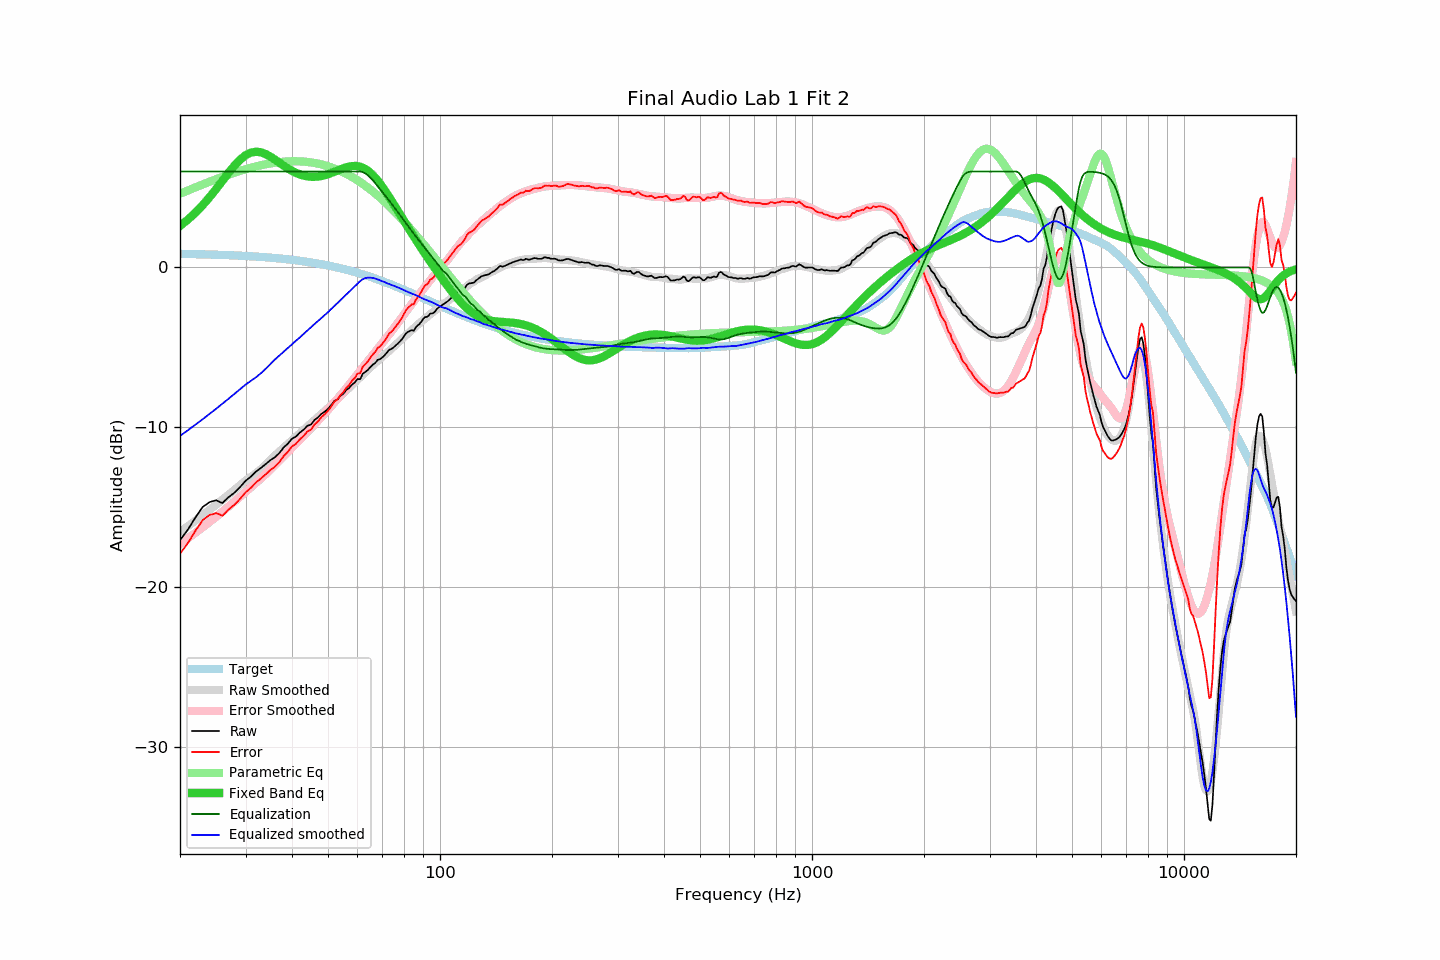 Final Audio Lab 1 Fit 2
Amplitude (dBr)
0
−10
−20
−30
Target
Raw Smoothed
Error Smoothed
Raw
Error
Parametric Eq
Fixed Band Eq
Equalization
Equalized smoothed
100
1000
10000
Frequency (Hz)